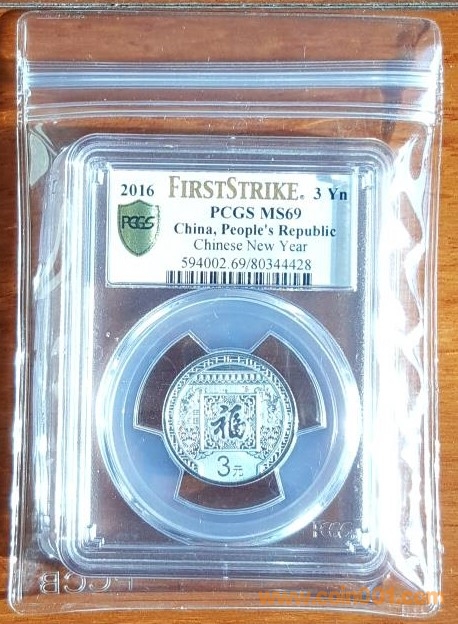 2016 FIRSTSTRIKE® 3 Yn
PCGS
PCGS MS69
China, People's Republic
Chinese New Year
594002.69/80344428
福
3元
PCGS